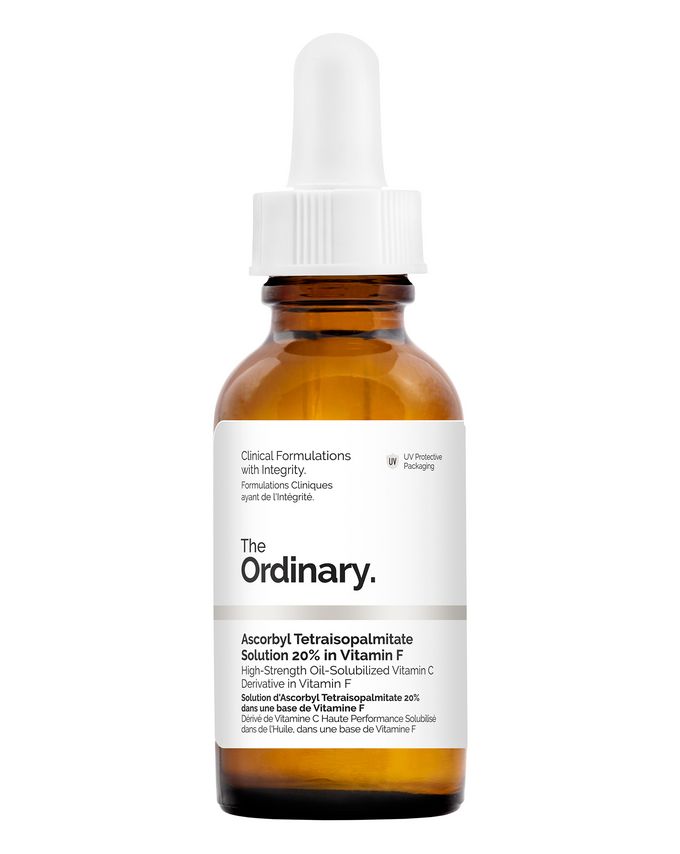 Clinical Formulations
with Integrity.
Formulations Cliniques
ayant de l'Intégrité.
UV
UV Protective
Packaging
The
Ordinary.
Ascorbyl Tetraisopalmitate
Solution 20% in Vitamin F
High-Strength Oil-Solubilized Vitamin C
Derivative in Vitamin F
Solution d'Ascorbyl Tetraisopalmitate 20%
dans une base de Vitamine F
Dérivé de Vitamine C Haute Performance Solubilisé
dans de l'Huile, dans une base de Vitamine F